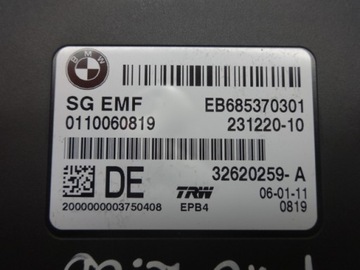 BMW
SG EMF EB685370301
0110060819 231220-10
32620259- A
DE TRW 06-01-11
2000000003750408 EPB4 0819